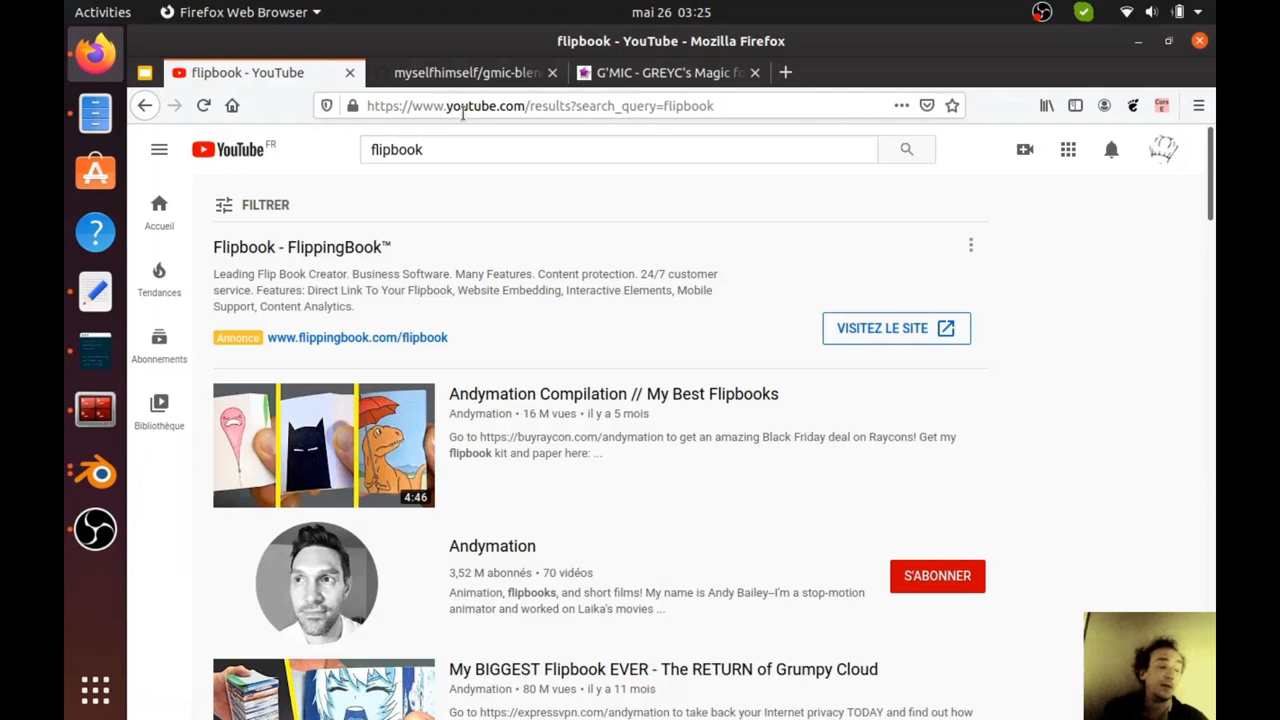 Activities
Firefox Web Browser
mai 26 03:25
flipbook - YouTube - Mozilla Firefox
flipbook - YouTube
myselfhimself/gmic-blen
G'MIC - GREYC's Magic fo
https://www.youtube.com/results?search_query=flipbook
Cors E
YouTube FR
flipbook
Accueil
Tendances
Abonnements
Bibliothèque
FILTRER
Flipbook - FlippingBook™
Leading Flip Book Creator. Business Software. Many Features. Content protection. 24/7 customer
service. Features: Direct Link To Your Flipbook, Website Embedding, Interactive Elements, Mobile
Support, Content Analytics.
Annonce www.flippingbook.com/flipbook
VISITEZ LE SITE
Andymation Compilation // My Best Flipbooks
Andymation • 16 M vues • il y a 5 mois
Go to https://buyraycon.com/andymation to get an amazing Black Friday deal on Raycons! Get my
flipbook kit and paper here: ...
4:46
Andymation
3,52 M abonnés • 70 vidéos
Animation, flipbooks, and short films! My name is Andy Bailey--I'm a stop-motion
animator and worked on Laika's movies ...
S'ABONNER
My BIGGEST Flipbook EVER - The RETURN of Grumpy Cloud
Andymation • 80 M vues • il y a 11 mois
Go to https://expressvpn.com/andymation to take back your Internet privacy TODAY and find out how